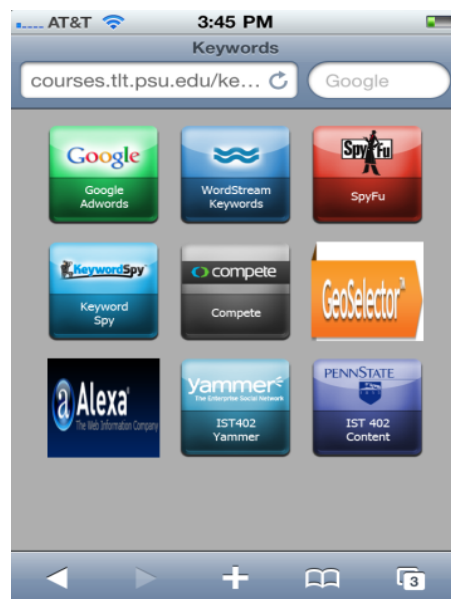 AT&T 3:45 PM
Keywords
courses.tlt.psu.edu/ke... Google
Google
Google
Adwords
WordStream
Keywords
SpyFu
SpyFu
KeywordSpy
Keyword
Spy
compete
Compete
GeoSelector
Alexa
The Web Information Company
yammer
The Enterprise Social Network
IST402
Yammer
PENNSTATE
IST 402
Content
3